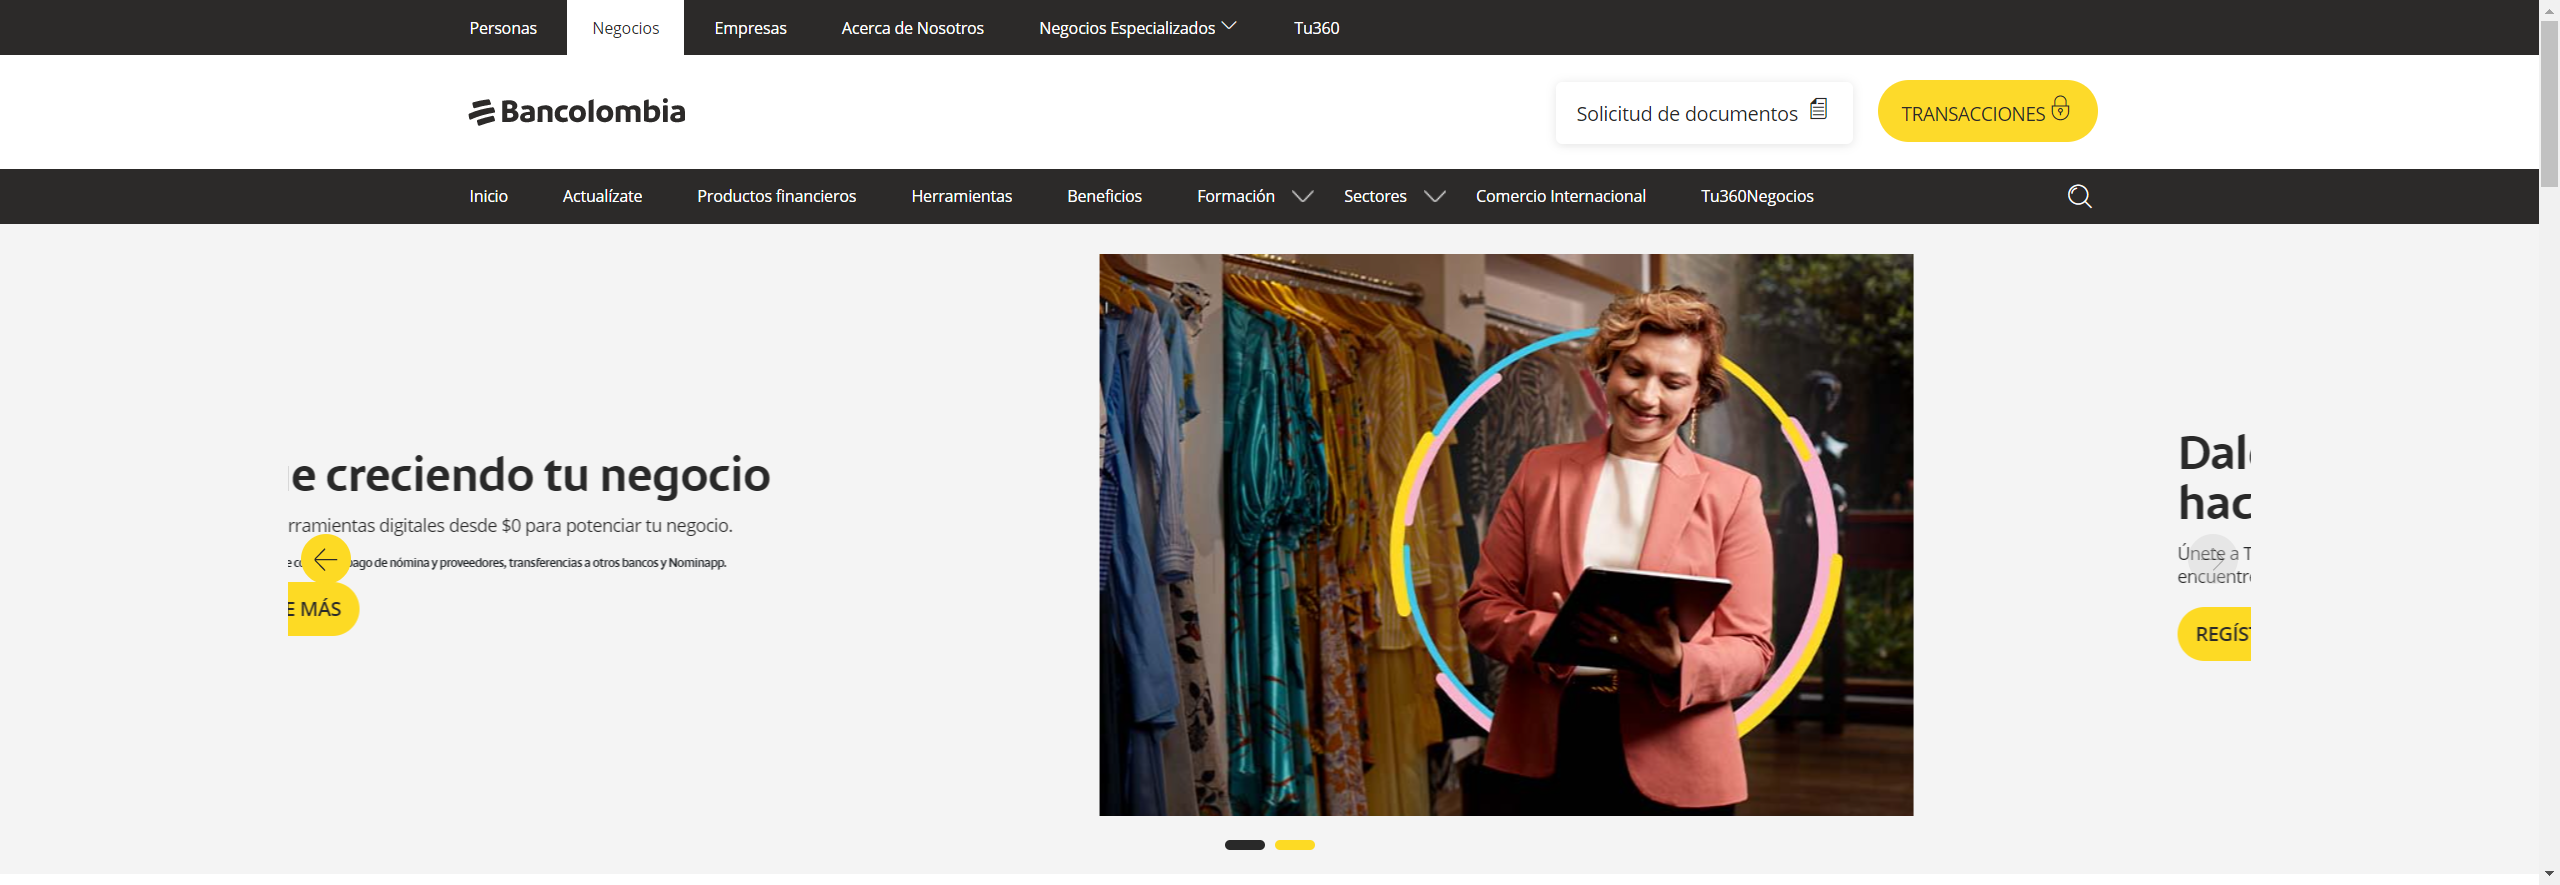 Personas Negocios Empresas Acerca de Nosotros Negocios Especializados Tu360
Bancolombia
Solicitud de documentos
TRANSACCIONES
Inicio Actualízate Productos financieros Herramientas Beneficios Formación Sectores Comercio Internacional Tu360Negocios
e creciendo tu negocio
rramientas digitales desde $0 para potenciar tu negocio.
de nómina y proveedores, transferencias a otros bancos y Nominapp.
E MÁS
Dal
hac
Únete a T
encuentr
REGÍS